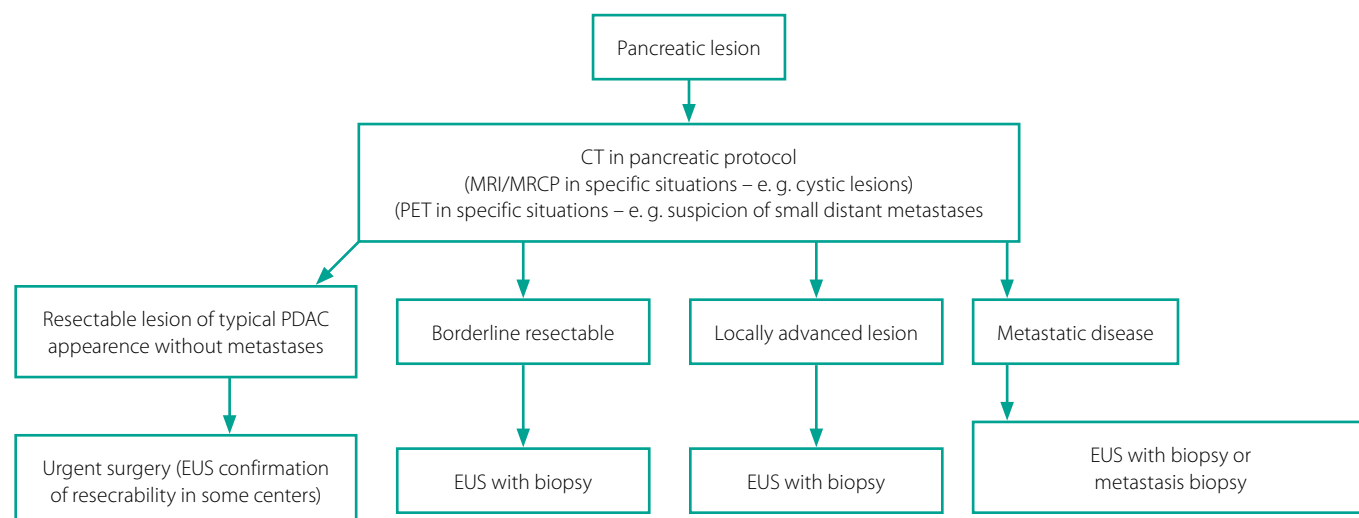 Pancreatic lesion
CT in pancreatic protocol
(MRI/MRCP in specific situations – e. g. cystic lesions)
(PET in specific situations – e. g. suspicion of small distant metastases
Resectable lesion of typical PDAC
appearence without metastases
Borderline resectable
Locally advanced lesion
Metastatic disease
Urgent surgery (EUS confirmation
of resecrability in some centers)
EUS with biopsy
EUS with biopsy
EUS with biopsy or
metastasis biopsy